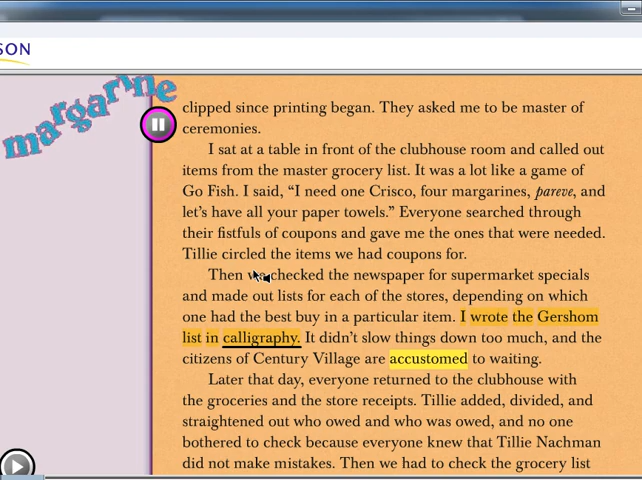 SON
margarine
clipped since printing began. They asked me to be master of
ceremonies.
I sat at a table in front of the clubhouse room and called out
items from the master grocery list. It was a lot like a game of
Go Fish. I said, “I need one Crisco, four margarines, pareve, and
let’s have all your paper towels.” Everyone searched through
their fistfuls of coupons and gave me the ones that were needed.
Tillie circled the items we had coupons for.
Then we checked the newspaper for supermarket specials
and made out lists for each of the stores, depending on which
one had the best buy in a particular item. I wrote the Gershom
list in calligraphy. It didn’t slow things down too much, and the
citizens of Century Village are accustomed to waiting.
Later that day, everyone returned to the clubhouse with
the groceries and the store receipts. Tillie added, divided, and
straightened out who owed and who was owed, and no one
bothered to check because everyone knew that Tillie Nachman
did not make mistakes. Then we had to check the grocery list